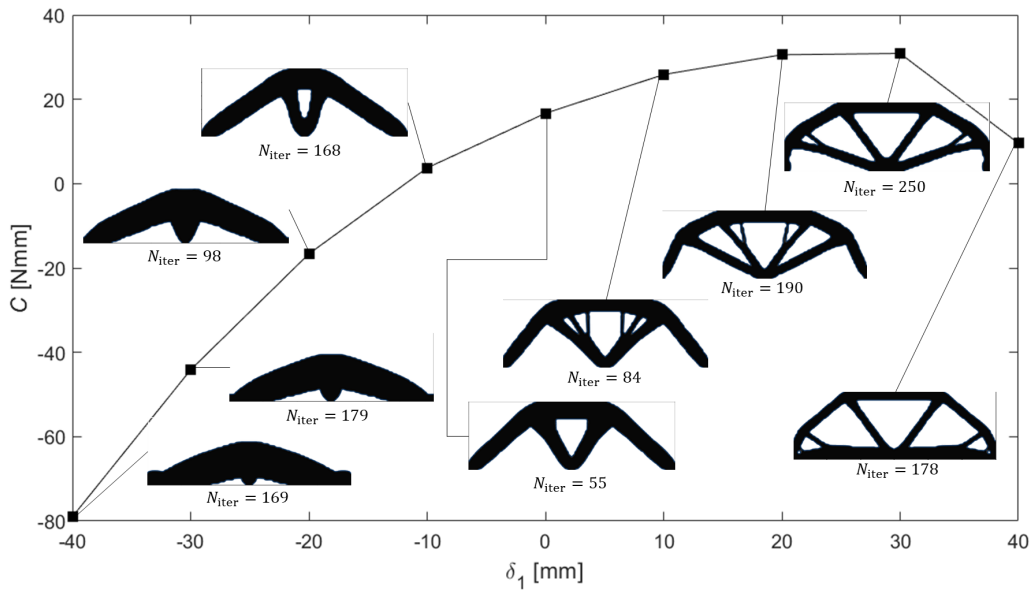 40
20
0
-20
-40
-60
-80
C [Nmm]
N_iter = 168
N_iter = 98
N_iter = 179
N_iter = 169
N_iter = 55
N_iter = 84
N_iter = 190
N_iter = 250
N_iter = 178
-40 -30 -20 -10 0 10 20 30 40
δ₁ [mm]